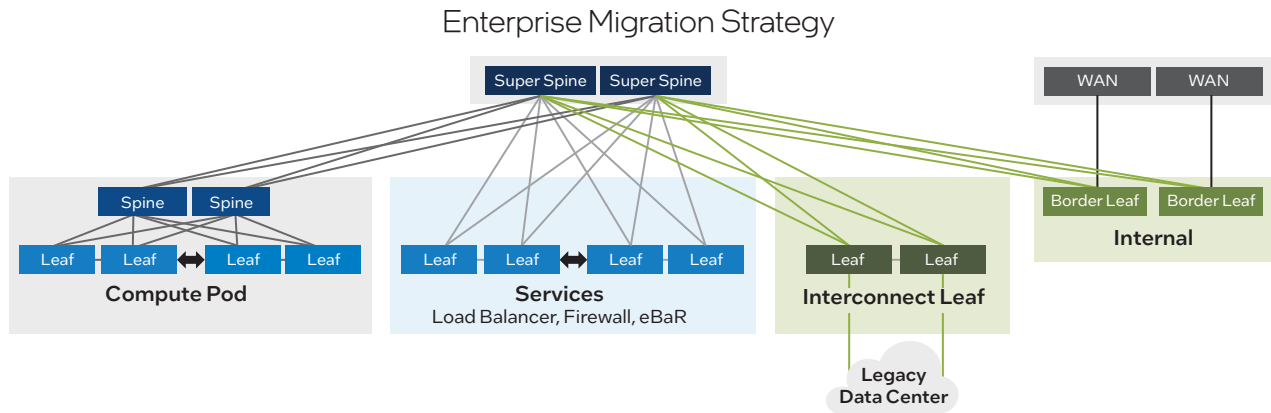 Enterprise Migration Strategy
Super Spine Super Spine
WAN WAN
Spine Spine
Border Leaf Border Leaf
Internal
Leaf Leaf Leaf Leaf
Compute Pod
Leaf Leaf Leaf Leaf
Services
Load Balancer, Firewall, eBaR
Leaf Leaf
Interconnect Leaf
Legacy
Data Center